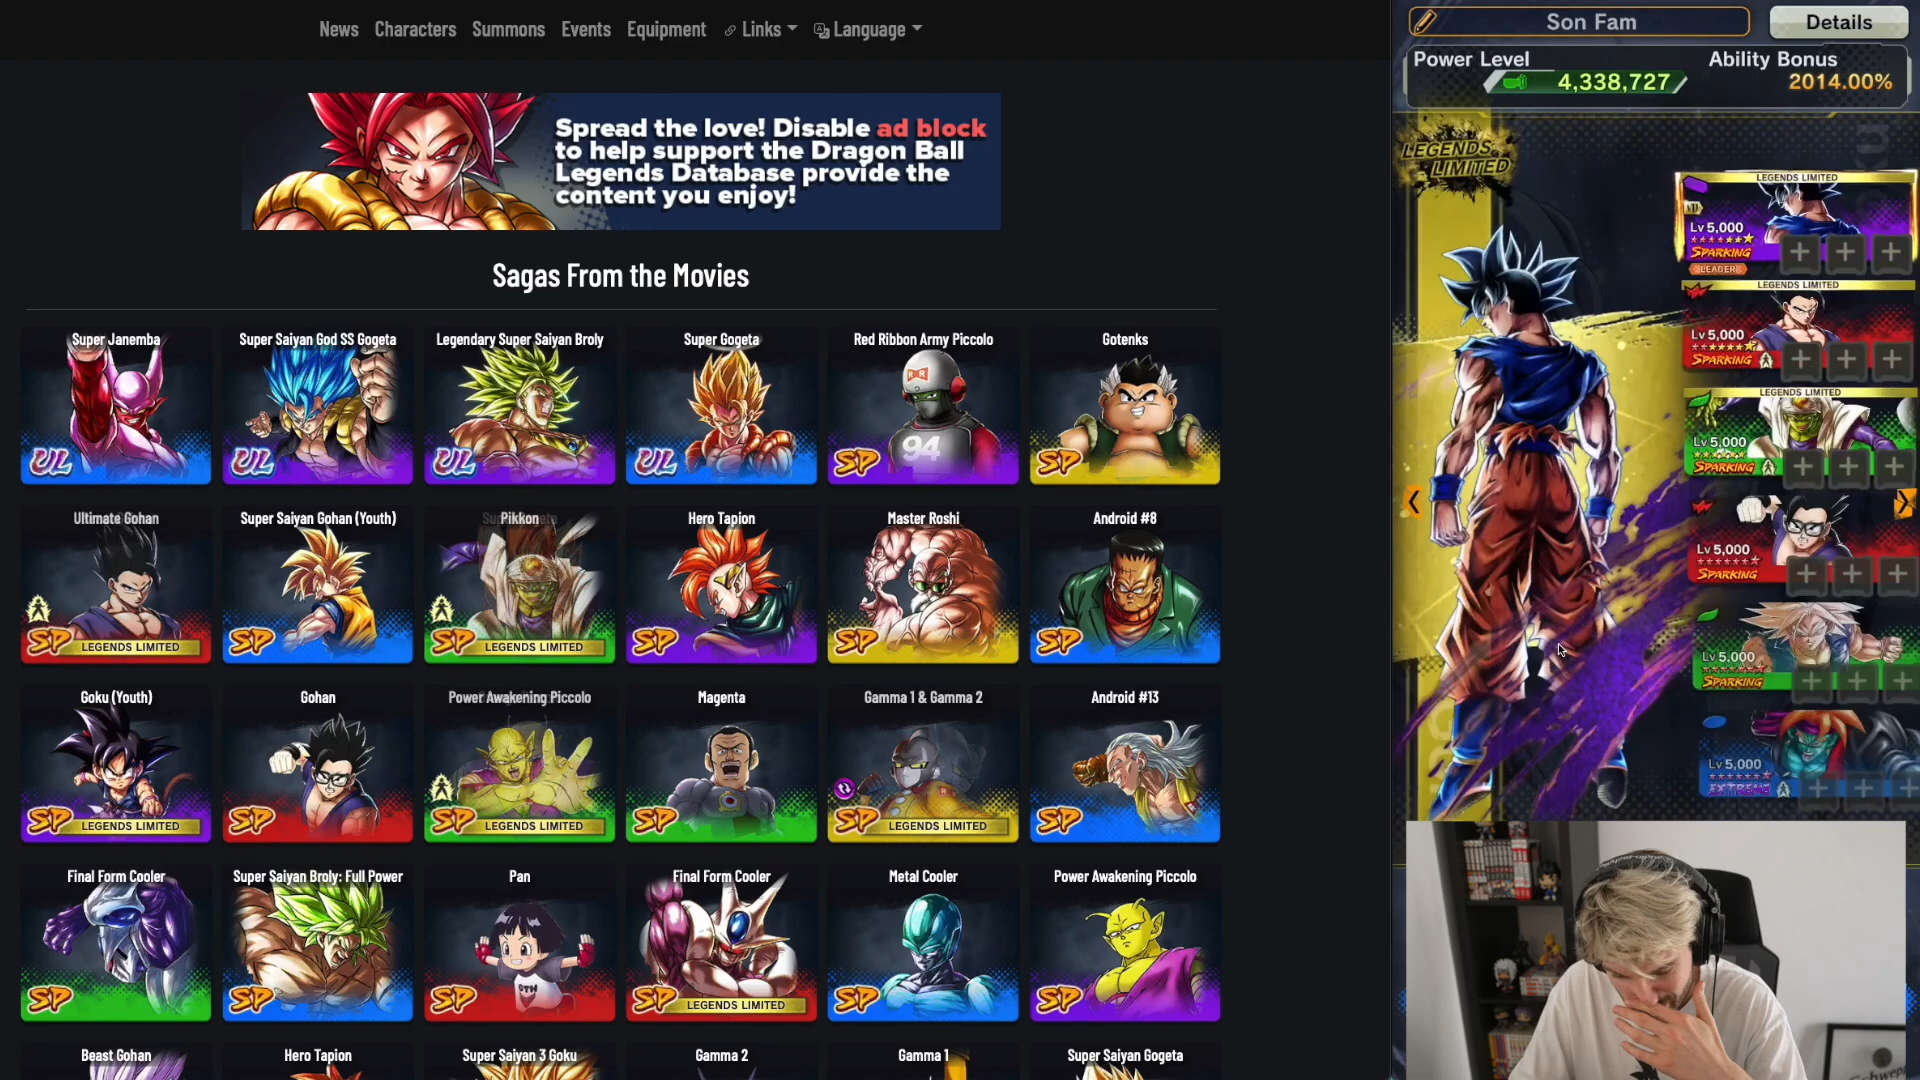 News Characters Summons Events Equipment Links Language
Spread the love! Disable ad block
to help support the Dragon Ball
Legends Database provide the
content you enjoy!
Sagas From the Movies
Super Janemba
UL
Super Saiyan God SS Gogeta
UL
Legendary Super Saiyan Broly
UL
Super Gogeta
UL
Red Ribbon Army Piccolo
RR
94
SP
Gotenks
SP
Ultimate Gohan
SP LEGENDS LIMITED
Super Saiyan Gohan (Youth)
SP
Pikkon
SP LEGENDS LIMITED
Hero Tapion
SP
Master Roshi
SP
Android #8
SP
Goku (Youth)
SP LEGENDS LIMITED
Gohan
SP
Power Awakening Piccolo
SP LEGENDS LIMITED
Magenta
SP
Gamma 1 & Gamma 2
SP LEGENDS LIMITED
Android #13
SP
Final Form Cooler
SP
Super Saiyan Broly: Full Power
SP
Pan
SP
Final Form Cooler
SP LEGENDS LIMITED
Metal Cooler
SP
Power Awakening Piccolo
SP
Beast Gohan
Hero Tapion
Super Saiyan 3 Goku
Gamma 2
Gamma 1
Super Saiyan Gogeta
Son Fam
Details
Power Level
4,338,727
Ability Bonus
2014.00%
LEGENDS
LIMITED
LEGENDS LIMITED
Lv 5,000
SPARKING
LEADER
LEGENDS LIMITED
Lv 5,000
SPARKING
LEGENDS LIMITED
Lv 5,000
SPARKING
Lv 5,000
SPARKING
Lv 5,000
SPARKING
Lv 5,000
EXTREME